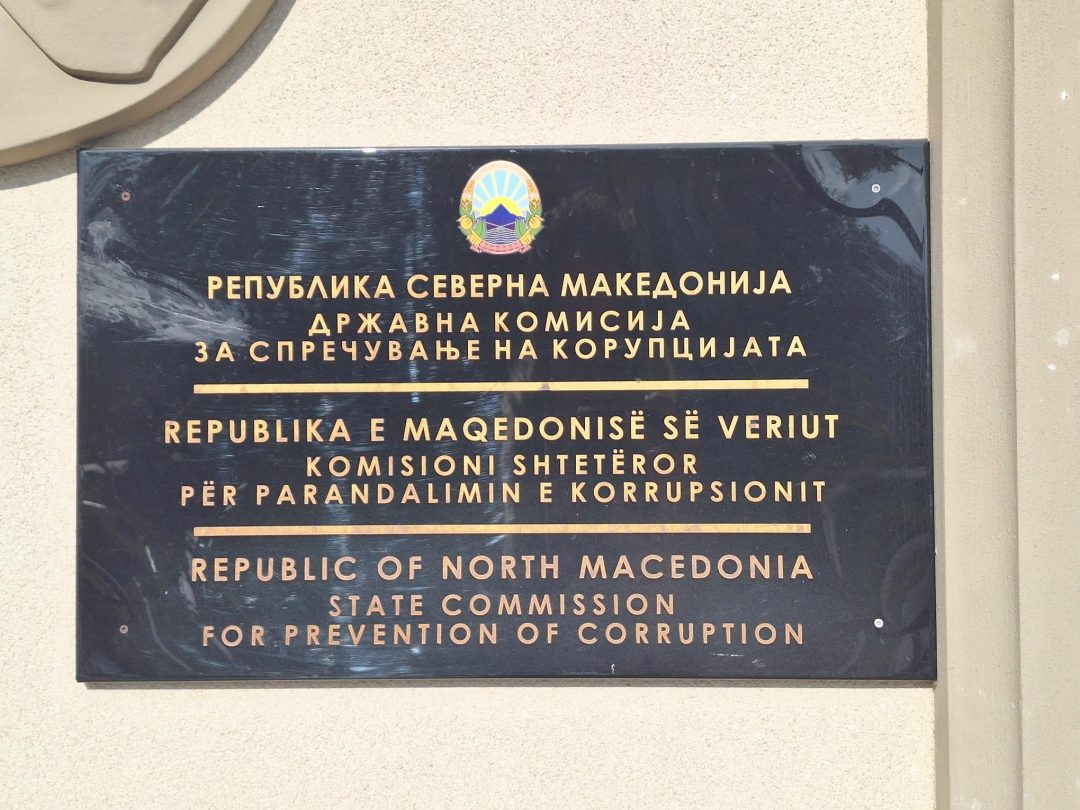 РЕПУБЛИКА СЕВЕРНА МАКЕДОНИЈА
ДРЖАВНА КОМИСИЈА
ЗА СПРЕЧУВАЊЕ НА КОРУПЦИЈАТА
REPUBLIKA E MAQEDONISË SË VERIUT
KOMISIONI SHTETËROR
PËR PARANDALIMIN E KORRUPSIONIT
REPUBLIC OF NORTH MACEDONIA
STATE COMMISSION
FOR PREVENTION OF CORRUPTION